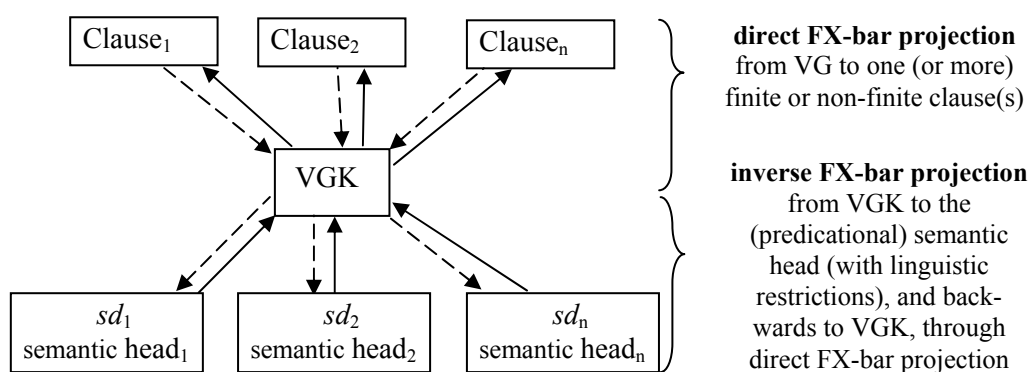 Clause₁
Clause₂
Clauseₙ
direct FX-bar projection
from VG to one (or more)
finite or non-finite clause(s)
VGK
inverse FX-bar projection
from VGK to the
(predicational) semantic
head (with linguistic
restrictions), and back-
wards to VGK, through
direct FX-bar projection
sd₁
semantic head₁
sd₂
semantic head₂
sdₙ
semantic headₙ